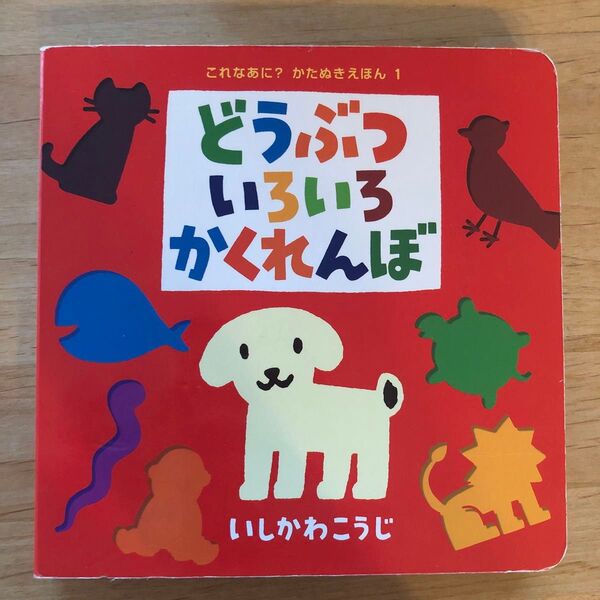 これなあに? かたぬきえほん 1
どうぶつ
いろいろ
かくれんぼ
いしかわこうじ